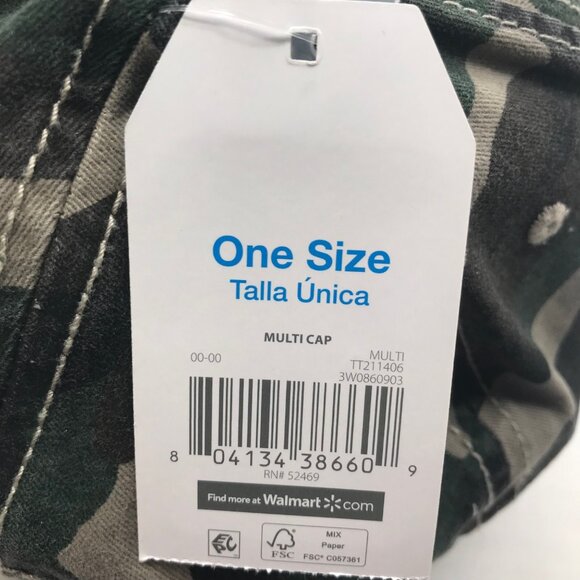 One Size
Talla Única
MULTI CAP
00-00
MULTI
TT211406
3W0860903
8 04134 38660 9
RN# 52469
Find more at Walmart.com
FSC
MIX
Paper
FSC® C057361